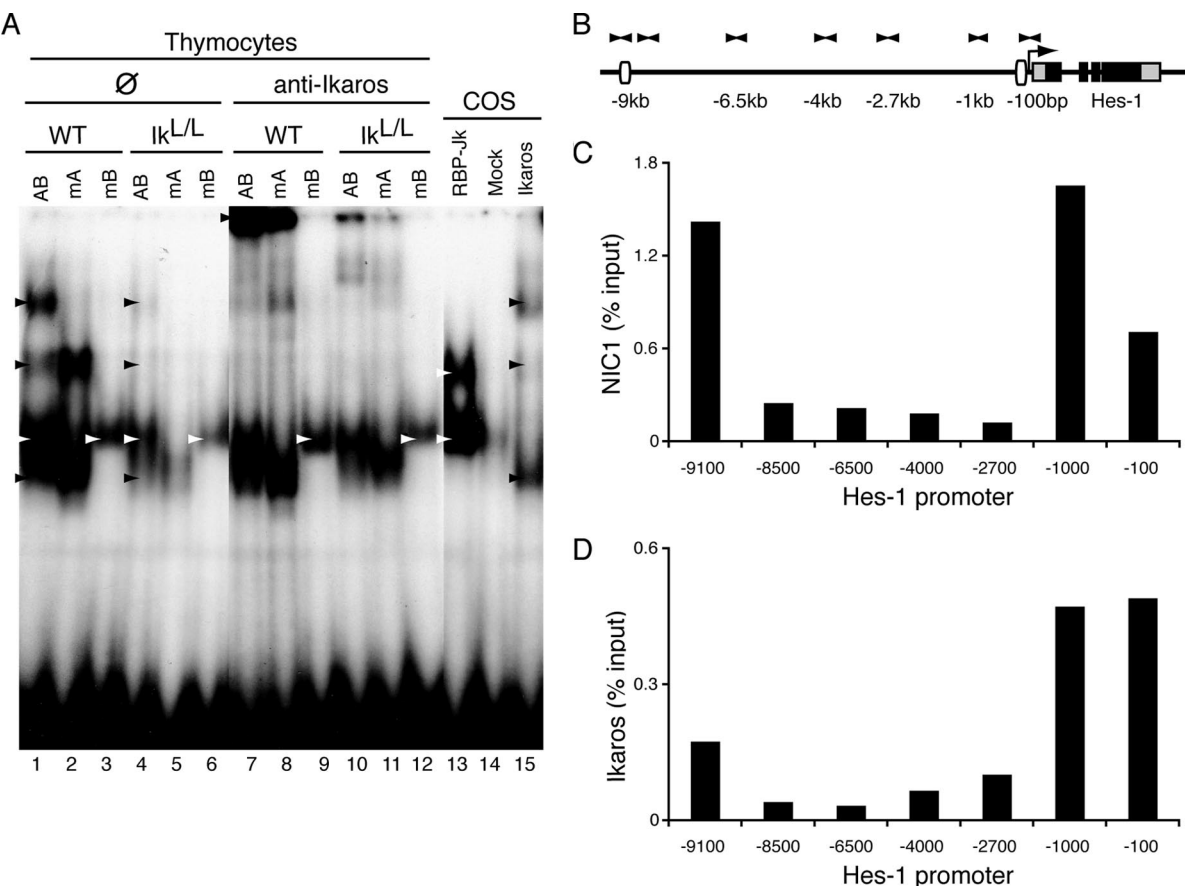 A
Thymocytes
Ø
anti-Ikaros
COS
WT
IkL/L
WT
IkL/L
AB
mA
mB
AB
mA
mB
AB
mA
mB
AB
mA
mB
RBP-Jk
Mock
Ikaros
1 2 3 4 5 6 7 8 9 10 11 12 13 14 15
B
-9kb -6.5kb -4kb -2.7kb -1kb -100bp Hes-1
C
NIC1 (% input)
1.8
1.2
0.6
0
-9100 -8500 -6500 -4000 -2700 -1000 -100
Hes-1 promoter
D
Ikaros (% input)
0.6
0.3
0
-9100 -8500 -6500 -4000 -2700 -1000 -100
Hes-1 promoter